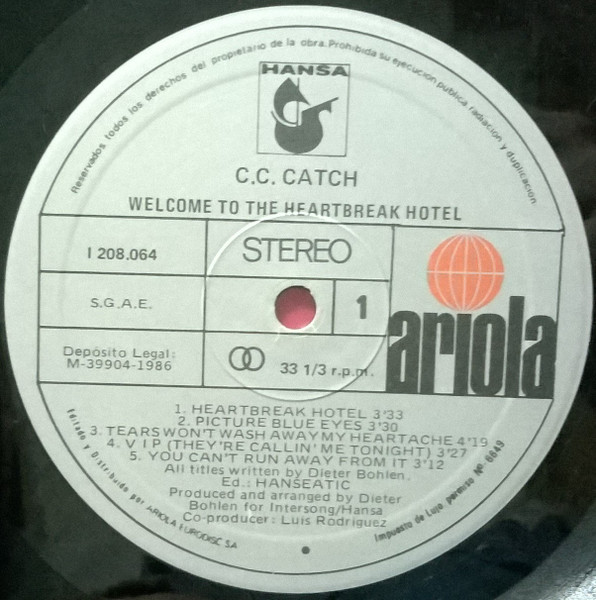 Reservados todos los derechos del propietario de la obra. Prohibida su ejecución pública radiación y duplicación.
HANSA
C.C. CATCH
WELCOME TO THE HEARTBREAK HOTEL
I 208.064
STEREO
S.G.A.E.
1
ariola
Depósito Legal:
M-39904-1986
33 1/3 r.p.m.
1. HEARTBREAK HOTEL 3'33
2. PICTURE BLUE EYES 3'30
3. TEARS WON'T WASH AWAY MY HEARTACHE 4'19
4. V I P (THEY'RE CALLIN' ME TONIGHT) 3'27
5. YOU CAN'T RUN AWAY FROM IT 3'12
All titles written by Dieter Bohlen.
Ed.: HANSEATIC
Produced and arranged by Dieter
Bohlen for Intersong/Hansa
Co-producer: Luis Rodriguez
Editado Y Distribuido por ARIOLA EURODISC SA
Impuesto de Lujo, permiso Nº 6649